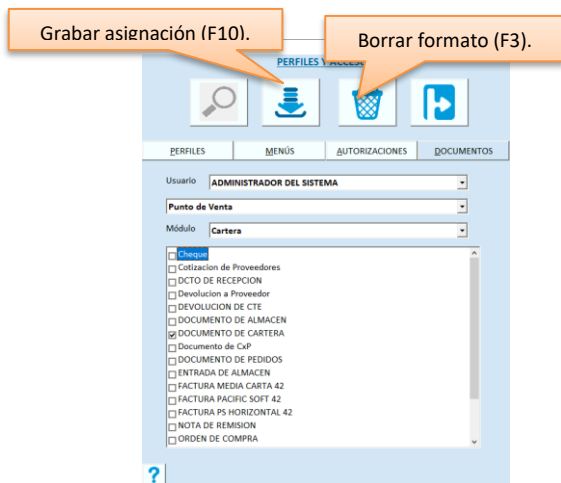 Grabar asignación (F10).
Borrar formato (F3).
PERFILES Y ACCESOS
PERFILES MENÚS AUTORIZACIONES DOCUMENTOS
Usuario ADMINISTRADOR DEL SISTEMA
Punto de Venta
Módulo Cartera
Cheque
Cotizacion de Proveedores
DCTO DE RECEPCION
Devolucion a Proveedor
DEVOLUCION DE CTE
DOCUMENTO DE ALMACEN
DOCUMENTO DE CARTERA
Documento de CxP
DOCUMENTO DE PEDIDOS
ENTRADA DE ALMACEN
FACTURA MEDIA CARTA 42
FACTURA PACIFIC SOFT 42
FACTURA PS HORIZONTAL 42
NOTA DE REMISION
ORDEN DE COMPRA
?